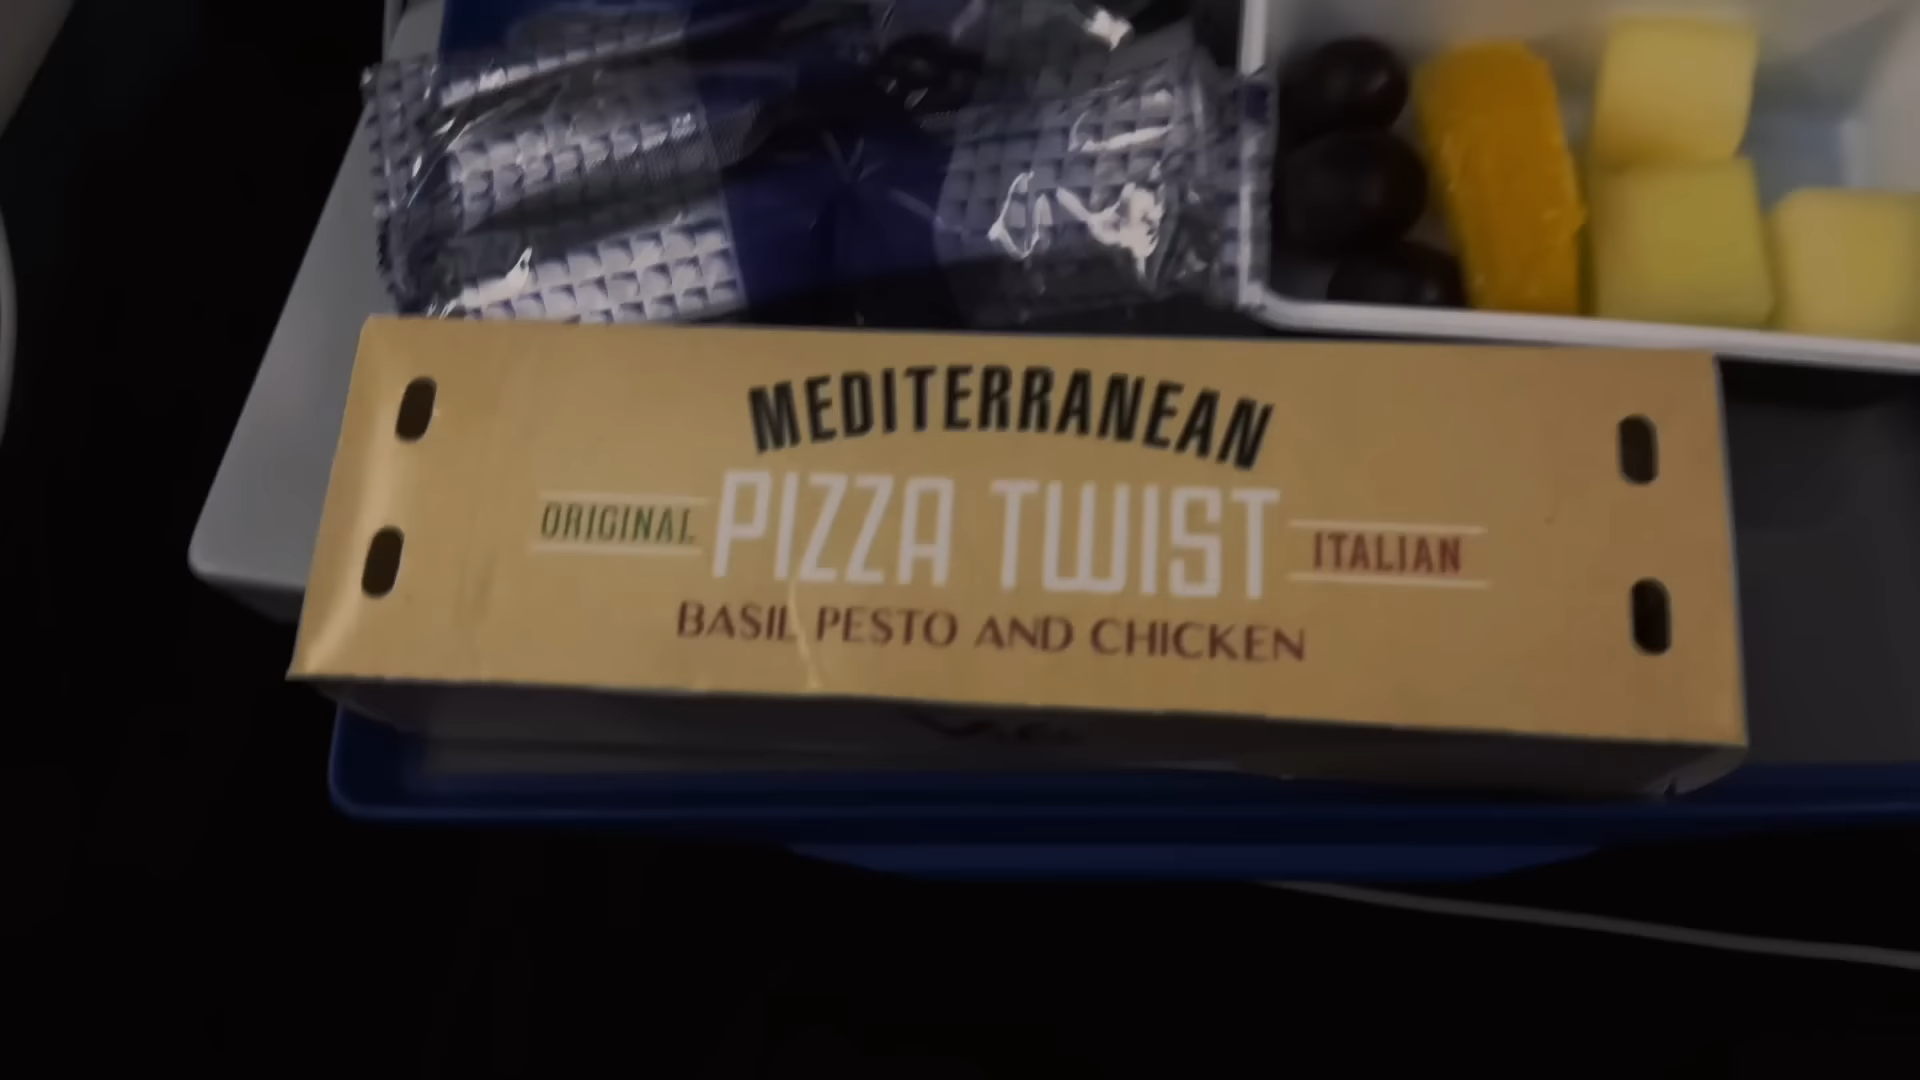 MEDITERRANEAN
ORIGINAL PIZZA TWIST ITALIAN
BASIL PESTO AND CHICKEN